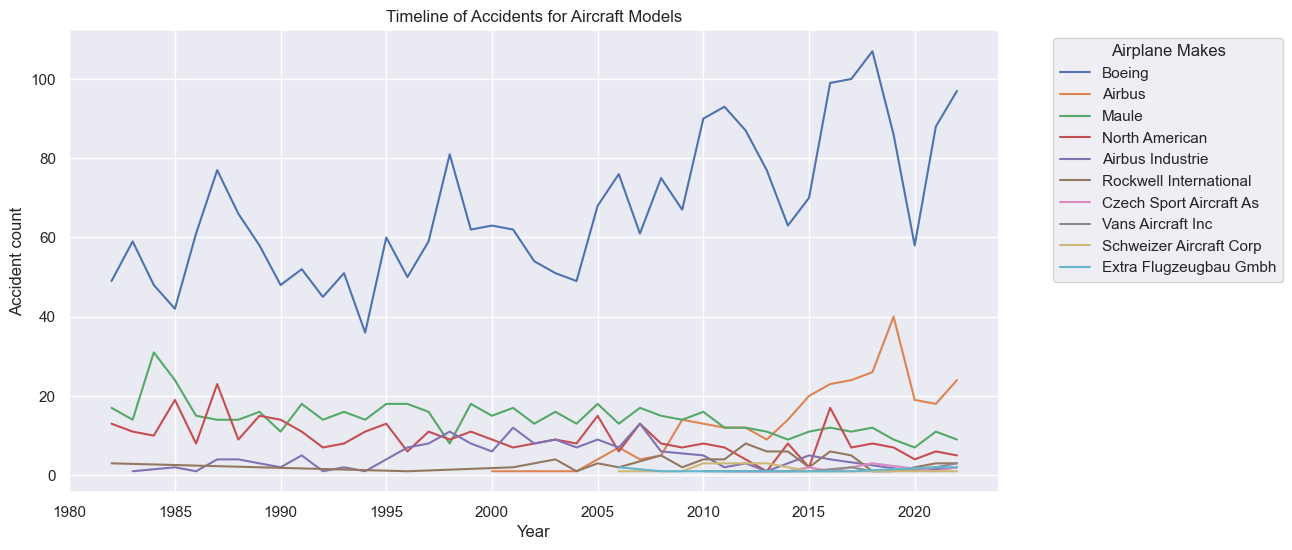 Timeline of Accidents for Aircraft Models
Accident count
100
80
60
40
20
0
1980 1985 1990 1995 2000 2005 2010 2015 2020
Year
Airplane Makes
Boeing
Airbus
Maule
North American
Airbus Industrie
Rockwell International
Czech Sport Aircraft As
Vans Aircraft Inc
Schweizer Aircraft Corp
Extra Flugzeugbau Gmbh